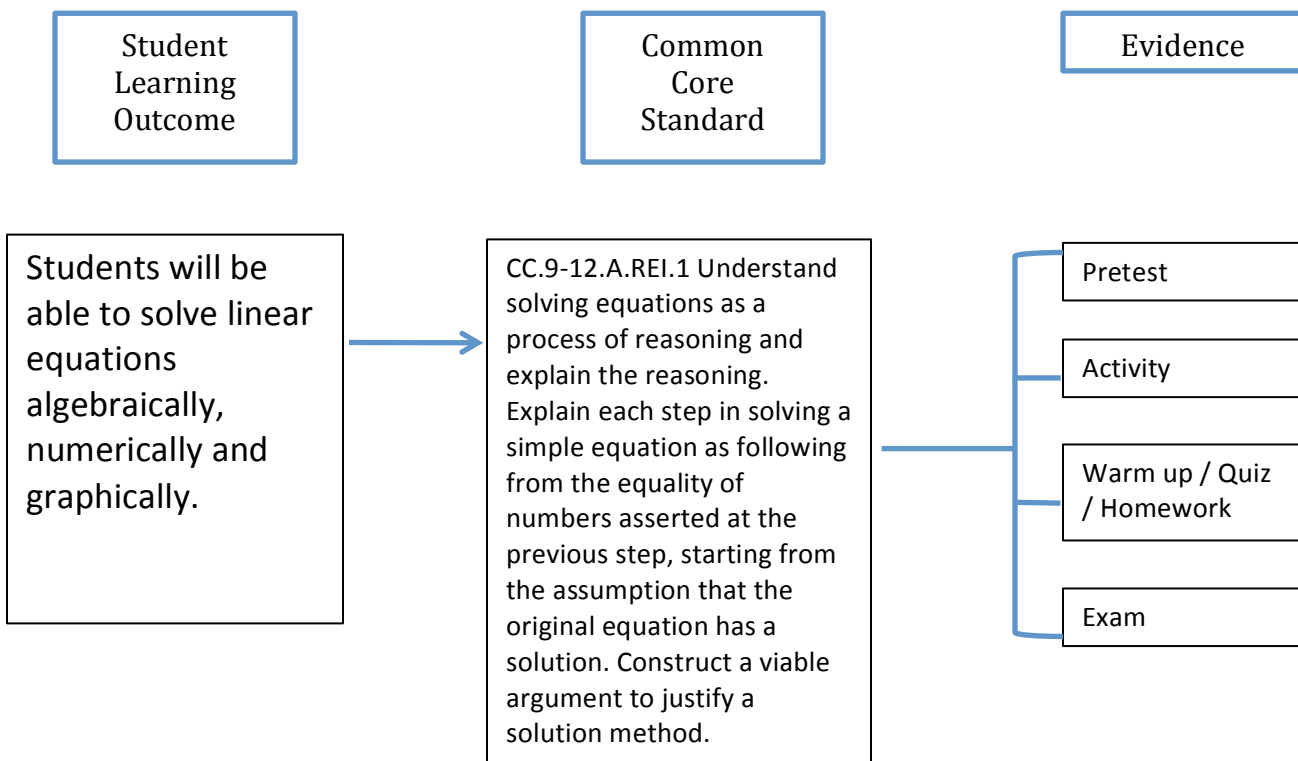 Student
Learning
Outcome
Common
Core
Standard
Evidence
Students will be
able to solve linear
equations
algebraically,
numerically and
graphically.
CC.9-12.A.REI.1 Understand
solving equations as a
process of reasoning and
explain the reasoning.
Explain each step in solving a
simple equation as following
from the equality of
numbers asserted at the
previous step, starting from
the assumption that the
original equation has a
solution. Construct a viable
argument to justify a
solution method.
Pretest
Activity
Warm up / Quiz
/ Homework
Exam